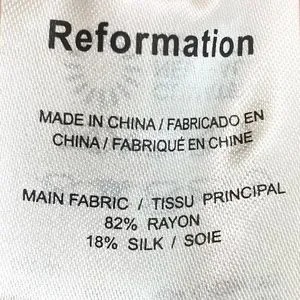 Reformation
MADE IN CHINA / FABRICADO EN
CHINA / FABRIQUÉ EN CHINE
MAIN FABRIC / TISSU PRINCIPAL
82% RAYON
18% SILK / SOIE